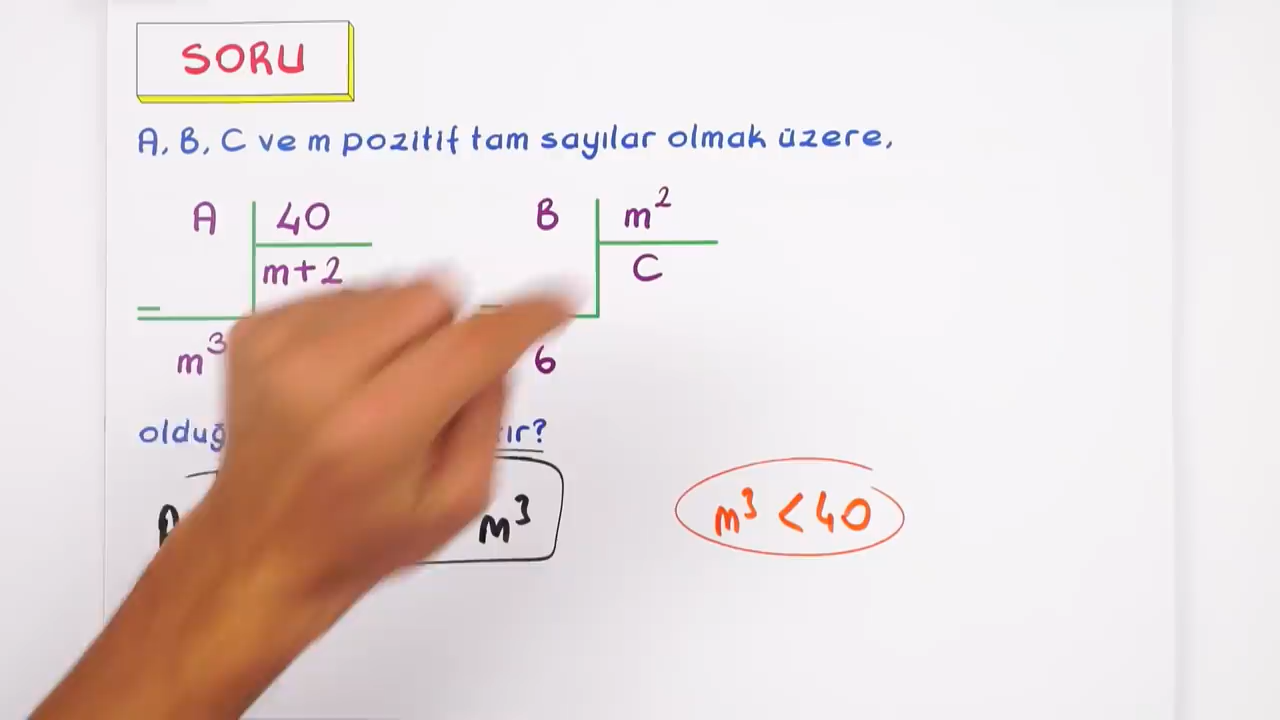 SORU
A, B, C ve m pozitif tam sayılar olmak üzere,
A 40 B m²
m+2 C
m³ 6
m³ m³ < 40